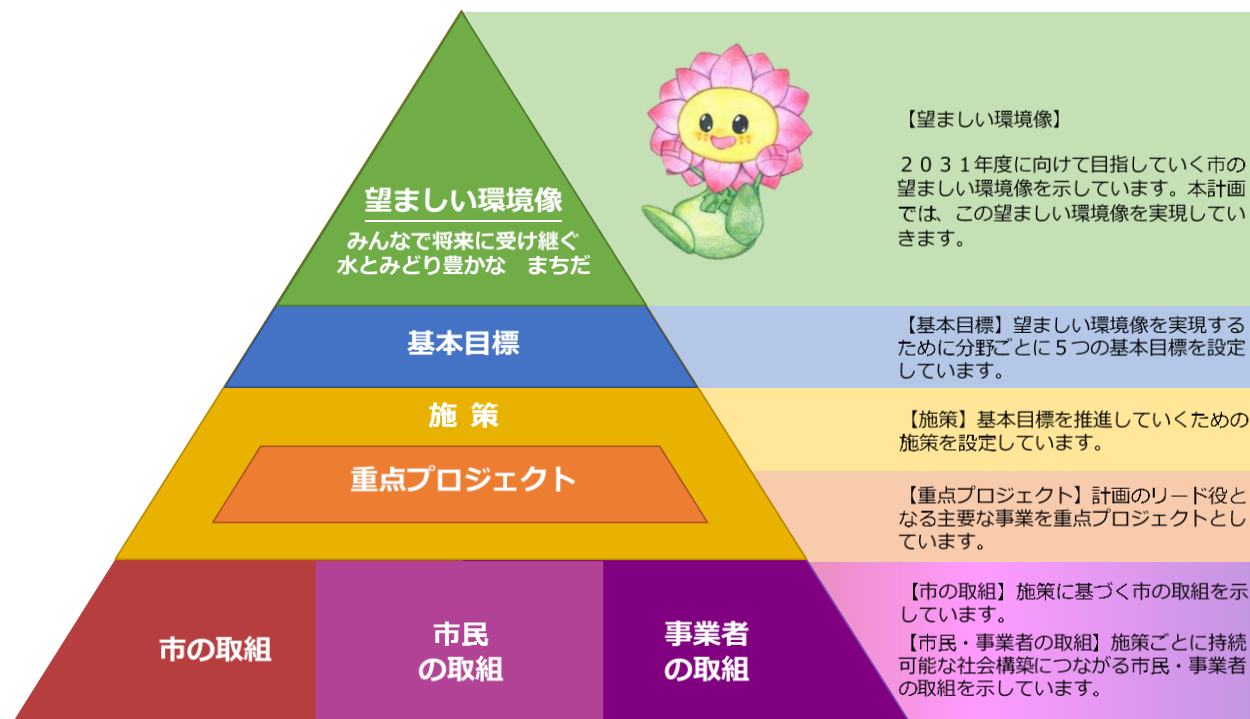 望ましい環境像
みんなで将来に受け継ぐ
水とみどり豊かな　まちだ
【望ましい環境像】
２０３１年度に向けて目指していく市の
望ましい環境像を示しています。本計画
では、この望ましい環境像を実現してい
きます。
基本目標
【基本目標】望ましい環境像を実現する
ために分野ごとに５つの基本目標を設定
しています。
施 策
【施策】基本目標を推進していくための
施策を設定しています。
重点プロジェクト
【重点プロジェクト】計画のリード役と
なる主要な事業を重点プロジェクトとし
ています。
市の取組
市民
の取組
事業者
の取組
【市の取組】施策に基づく市の取組を示
しています。
【市民・事業者の取組】施策ごとに持続
可能な社会構築につながる市民・事業者
の取組を示しています。